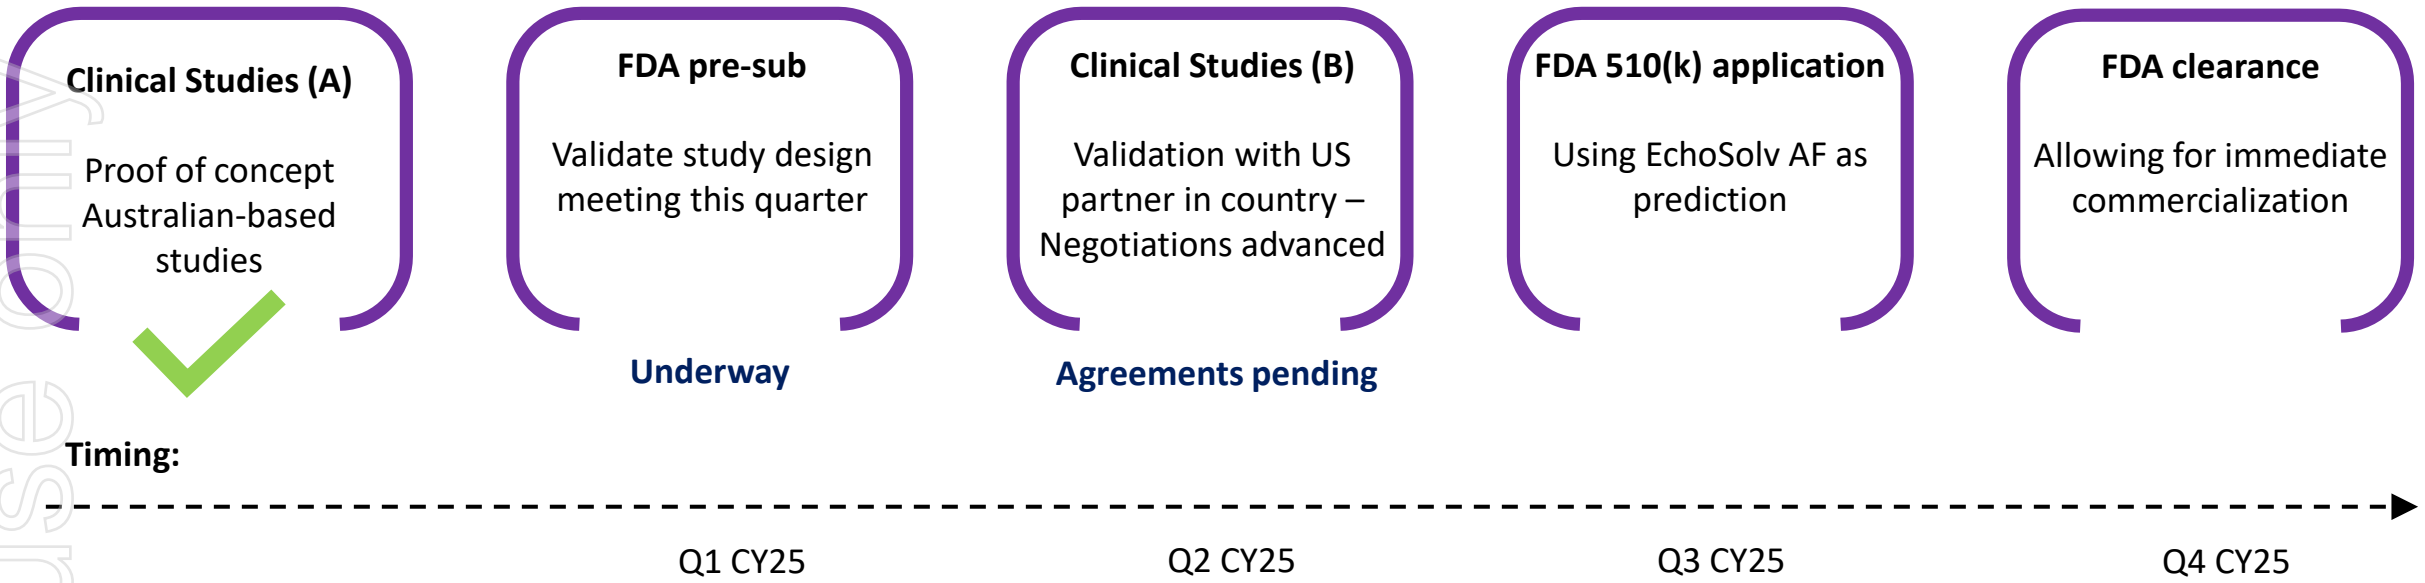 Clinical Studies (A)
Proof of concept
Australian-based
studies
FDA pre-sub
Validate study design
meeting this quarter
Underway
Clinical Studies (B)
Validation with US
partner in country –
Negotiations advanced
Agreements pending
FDA 510(k) application
Using EchoSolv AF as
prediction
FDA clearance
Allowing for immediate
commercialization
Timing:
Q1 CY25
Q2 CY25
Q3 CY25
Q4 CY25
use only